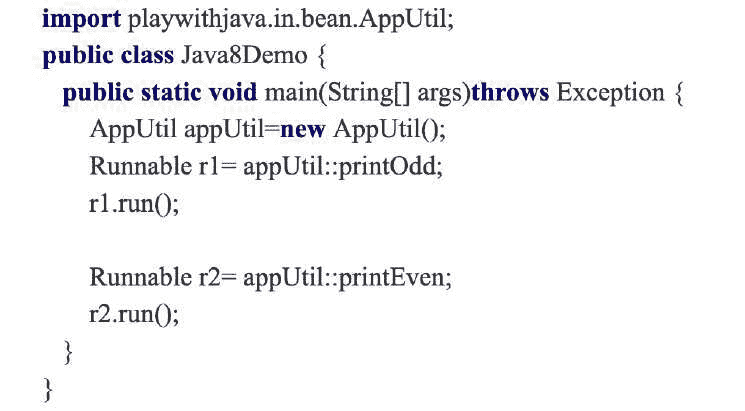 import playwithjava.in.bean.AppUtil;
public class Java8Demo {
public static void main(String[] args)throws Exception {
AppUtil appUtil=new AppUtil();
Runnable r1= appUtil::printOdd;
r1.run();
Runnable r2= appUtil::printEven;
r2.run();
}
}